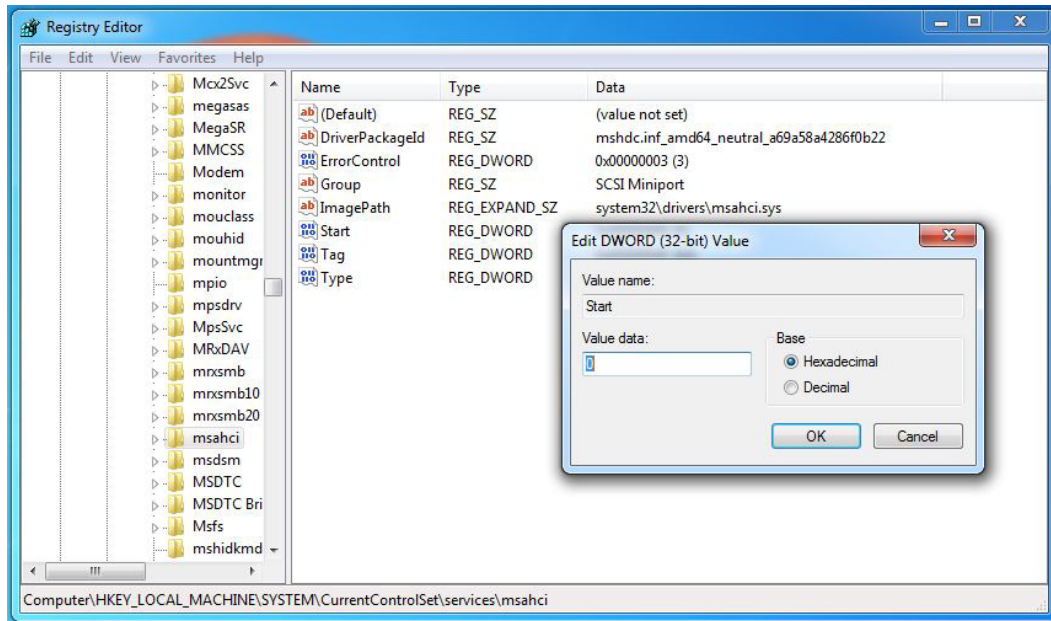 Registry Editor
File Edit View Favorites Help
Mcx2Svc
megasas
MegaSR
MMCSS
Modem
monitor
mouclass
mouhid
mountmgr
mpio
mpsdrv
MpsSvc
MRxDAV
mrxsmb
mrxsmb10
mrxsmb20
msahci
msdsm
MSDTC
MSDTC Bri
Msfs
mshidkmd
Name Type Data
ab (Default) REG_SZ (value not set)
ab DriverPackageId REG_SZ mshdc.inf_amd64_neutral_a69a58a4286f0b22
ErrorControl REG_DWORD 0x00000003 (3)
ab Group REG_SZ SCSI Miniport
ab ImagePath REG_EXPAND_SZ system32\drivers\msahci.sys
Start REG_DWORD
Tag REG_DWORD
Type REG_DWORD
Edit DWORD (32-bit) Value
Value name:
Start
Value data:
0
Base
Hexadecimal
Decimal
OK Cancel
Computer\HKEY_LOCAL_MACHINE\SYSTEM\CurrentControlSet\services\msahci